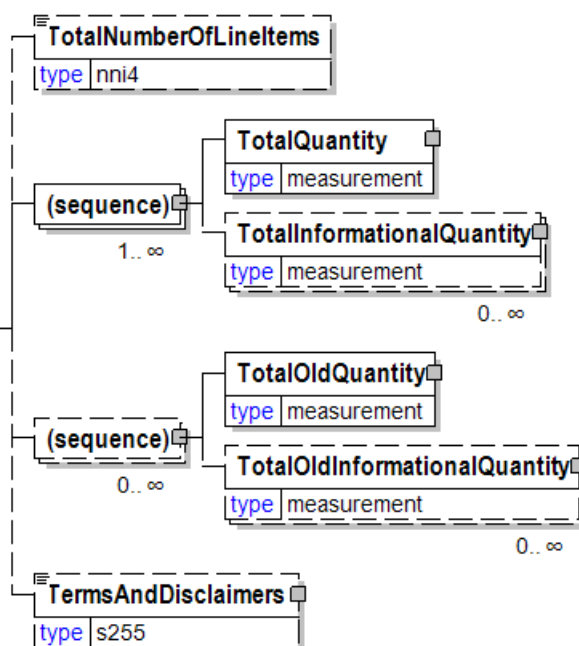 TotalNumberOfLineItems
type nni4
TotalQuantity
type measurement
(sequence)
1.. ∞
TotalInformationalQuantity
type measurement
0.. ∞
TotalOldQuantity
type measurement
(sequence)
0.. ∞
TotalOldInformationalQuantity
type measurement
0.. ∞
TermsAndDisclaimers
type s255